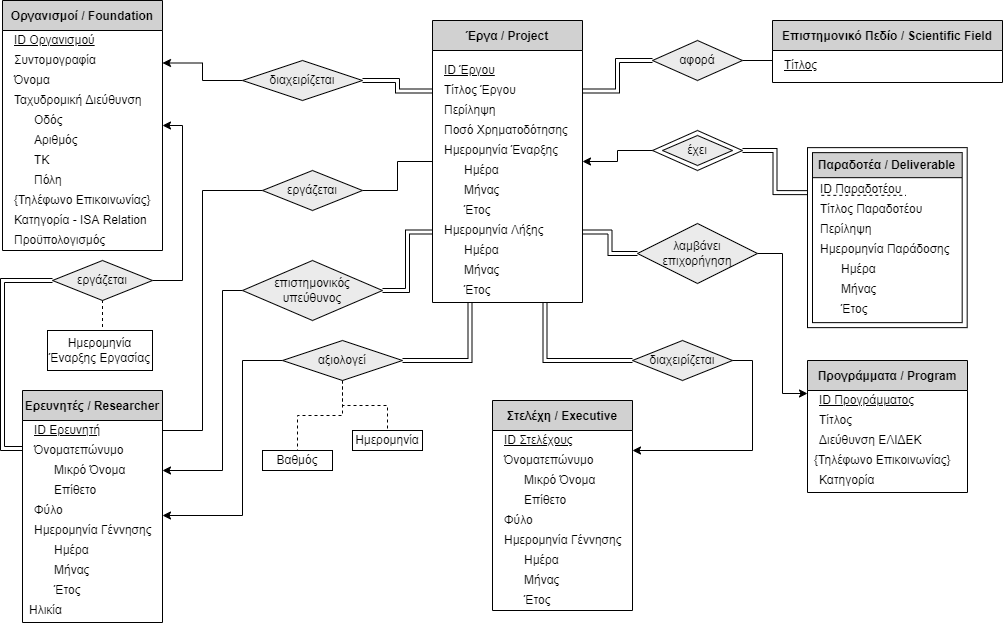 Οργανισμοί / Foundation
ID Οργανισμού
Συντομογραφία
Όνομα
Ταχυδρομική Διεύθυνση
Οδός
Αριθμός
ΤΚ
Πόλη
{Τηλέφωνο Επικοινωνίας}
Κατηγορία - ISA Relation
Προϋπολογισμός
διαχειρίζεται
Έργα / Project
ID Έργου
Τίτλος Έργου
Περίληψη
Ποσό Χρηματοδότησης
Ημερομηνία Έναρξης
Ημέρα
Μήνας
Έτος
Ημερομηνία Λήξης
Ημέρα
Μήνας
Έτος
αφορά
Επιστημονικό Πεδίο / Scientific Field
Τίτλος
έχει
Παραδοτέα / Deliverable
ID Παραδοτέου
Τίτλος Παραδοτέου
Περίληψη
Ημερομηνία Παράδοσης
Ημέρα
Μήνας
Έτος
εργάζεται
λαμβάνει
επιχορήγηση
εργάζεται
Ημερομηνία
Έναρξης Εργασίας
επιστημονικός
υπεύθυνος
αξιολογεί
Βαθμός
Ημερομηνία
διαχειρίζεται
Προγράμματα / Program
ID Προγράμματος
Τίτλος
Διεύθυνση ΕΛΙΔΕΚ
{Τηλέφωνο Επικοινωνίας}
Κατηγορία
Ερευνητές / Researcher
ID Ερευνητή
Όνοματεπώνυμο
Μικρό Όνομα
Επίθετο
Φύλο
Ημερομηνία Γέννησης
Ημέρα
Μήνας
Έτος
Ηλικία
Στελέχη / Executive
ID Στελέχους
Όνοματεπώνυμο
Μικρό Όνομα
Επίθετο
Φύλο
Ημερομηνία Γέννησης
Ημέρα
Μήνας
Έτος